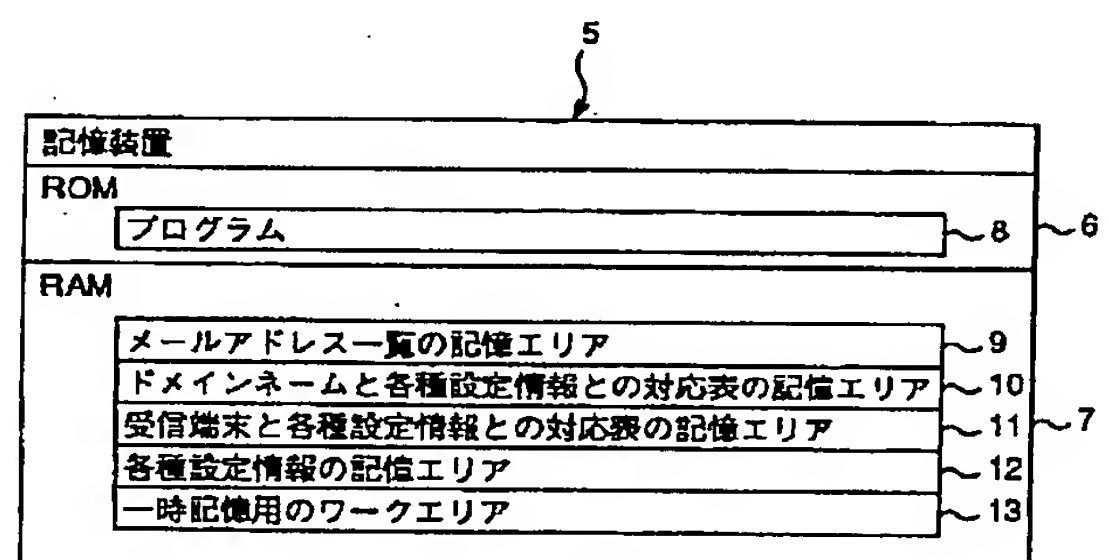 5
記憶装置
ROM
プログラム 8 6
RAM
メールアドレス一覧の記憶エリア 9
ドメインネームと各種設定情報との対応表の記憶エリア 10
受信端末と各種設定情報との対応表の記憶エリア 11 7
各種設定情報の記憶エリア 12
一時記憶用のワークエリア 13